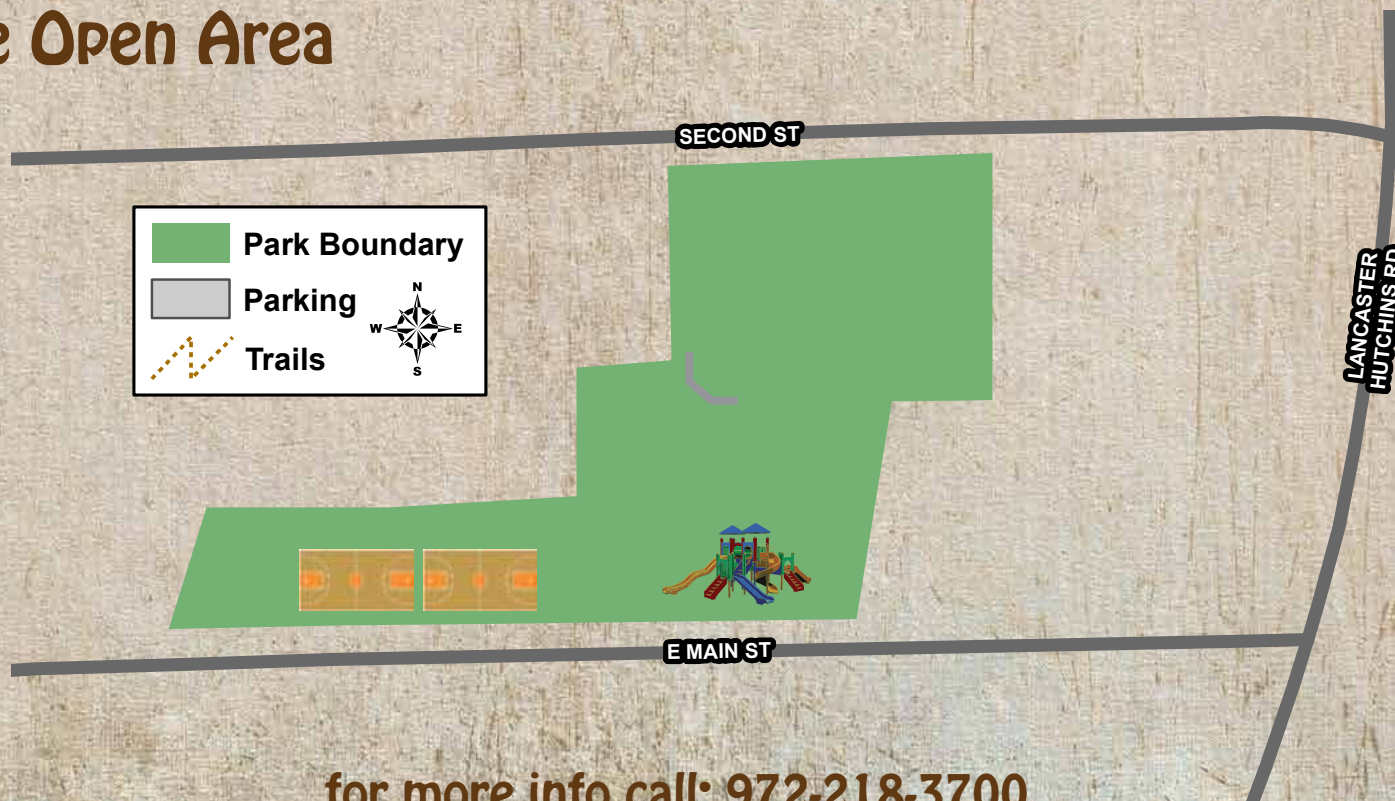 Open Area
SECOND ST
Park Boundary
Parking
Trails
N
W E
S
LANCASTER
HUTCHINS RD
E MAIN ST
for more info call: 972-218-3700